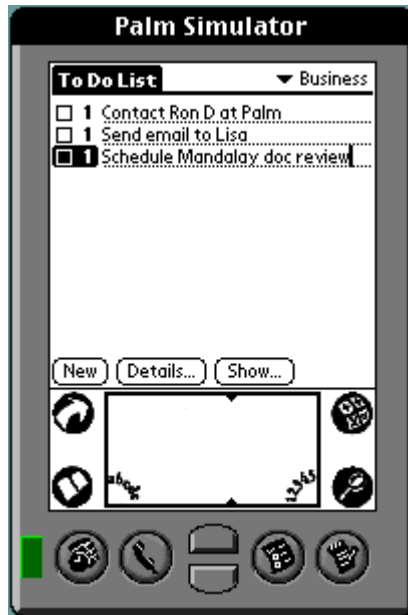 Palm Simulator
To Do List Business
1 Contact Ron D at Palm
1 Send email to Lisa
1 Schedule Mandalay doc review
New Details... Show...
abc 12345